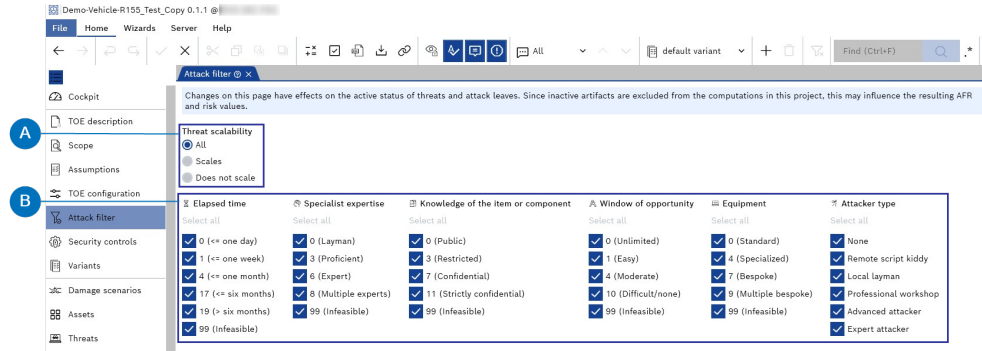 Demo-Vehicle-R155_Test_Copy 0.1.1 @
File Home Wizards Server Help
All default variant Find (Ctrl+F) .*
Attack filter
Changes on this page have effects on the active status of threats and attack leaves. Since inactive artifacts are excluded from the computations in this project, this may influence the resulting AFR
and risk values.
Cockpit
TOE description
Scope
Assumptions
TOE configuration
Attack filter
Security controls
Variants
Damage scenarios
Assets
Threats
A
Threat scalability
All
Scales
Does not scale
B
Elapsed time
Select all
0 (<= one day)
1 (<= one week)
4 (<= one month)
17 (<= six months)
19 (> six months)
99 (Infeasible)
Specialist expertise
Select all
0 (Layman)
3 (Proficient)
6 (Expert)
8 (Multiple experts)
99 (Infeasible)
Knowledge of the item or component
Select all
0 (Public)
3 (Restricted)
7 (Confidential)
11 (Strictly confidential)
99 (Infeasible)
Window of opportunity
Select all
0 (Unlimited)
1 (Easy)
4 (Moderate)
10 (Difficult/none)
99 (Infeasible)
Equipment
Select all
0 (Standard)
4 (Specialized)
7 (Bespoke)
9 (Multiple bespoke)
99 (Infeasible)
Attacker type
Select all
None
Remote script kiddy
Local layman
Professional workshop
Advanced attacker
Expert attacker